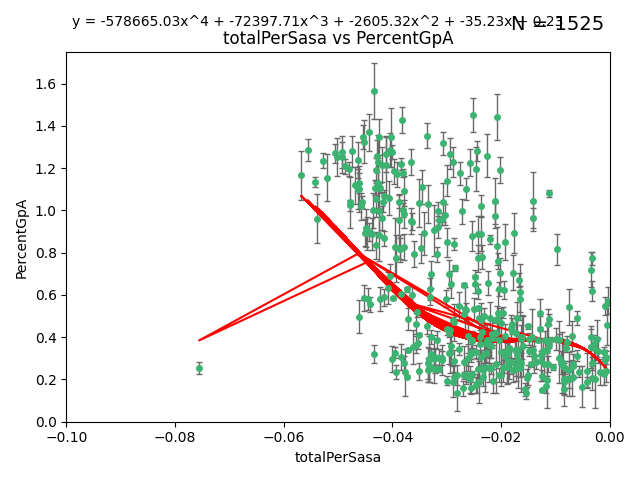 y = -578665.03x^4 + -72397.71x^3 + -2605.32x^2 + -35.23x + 0.23
N = 1525
totalPerSasa vs PercentGpA
PercentGpA
1.6
1.4
1.2
1.0
0.8
0.6
0.4
0.2
0.0
−0.10 −0.08 −0.06 −0.04 −0.02 0.00
totalPerSasa